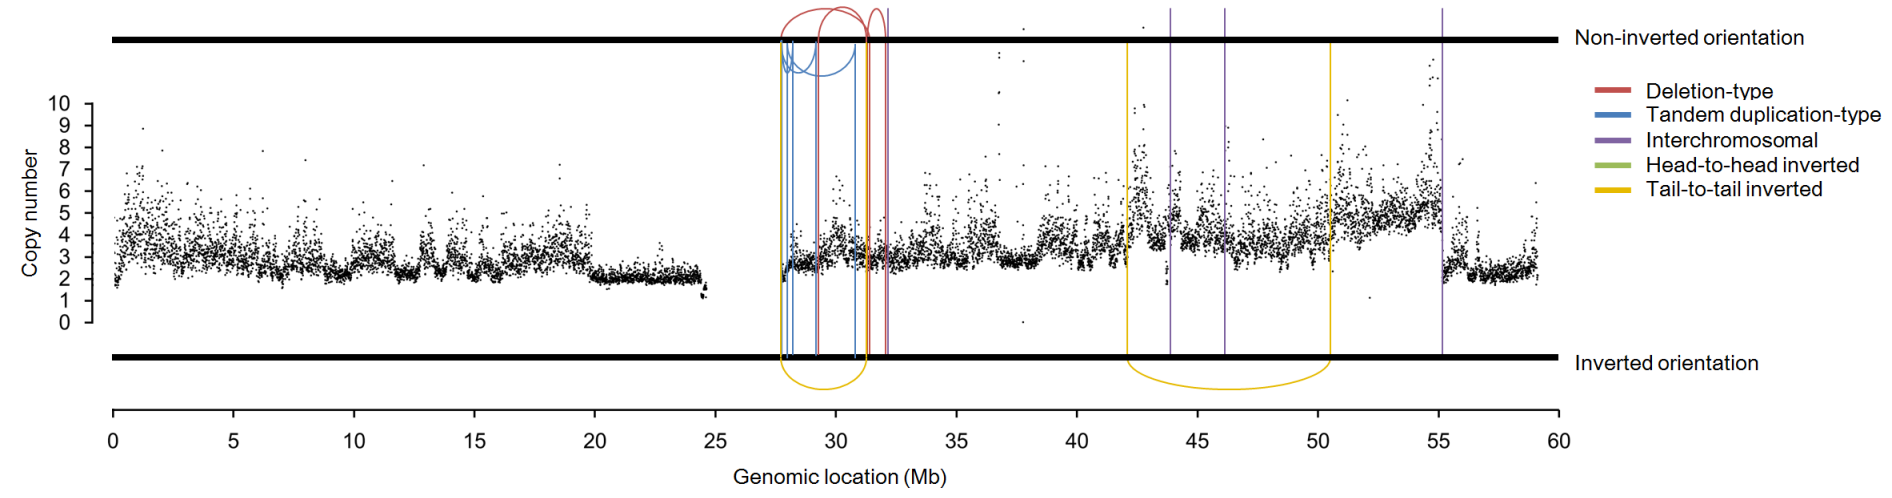 Non-inverted orientation
Deletion-type
Tandem duplication-type
Interchromosomal
Head-to-head inverted
Tail-to-tail inverted
Copy number
10
9
8
7
6
5
4
3
2
1
0
Inverted orientation
0 5 10 15 20 25 30 35 40 45 50 55 60
Genomic location (Mb)